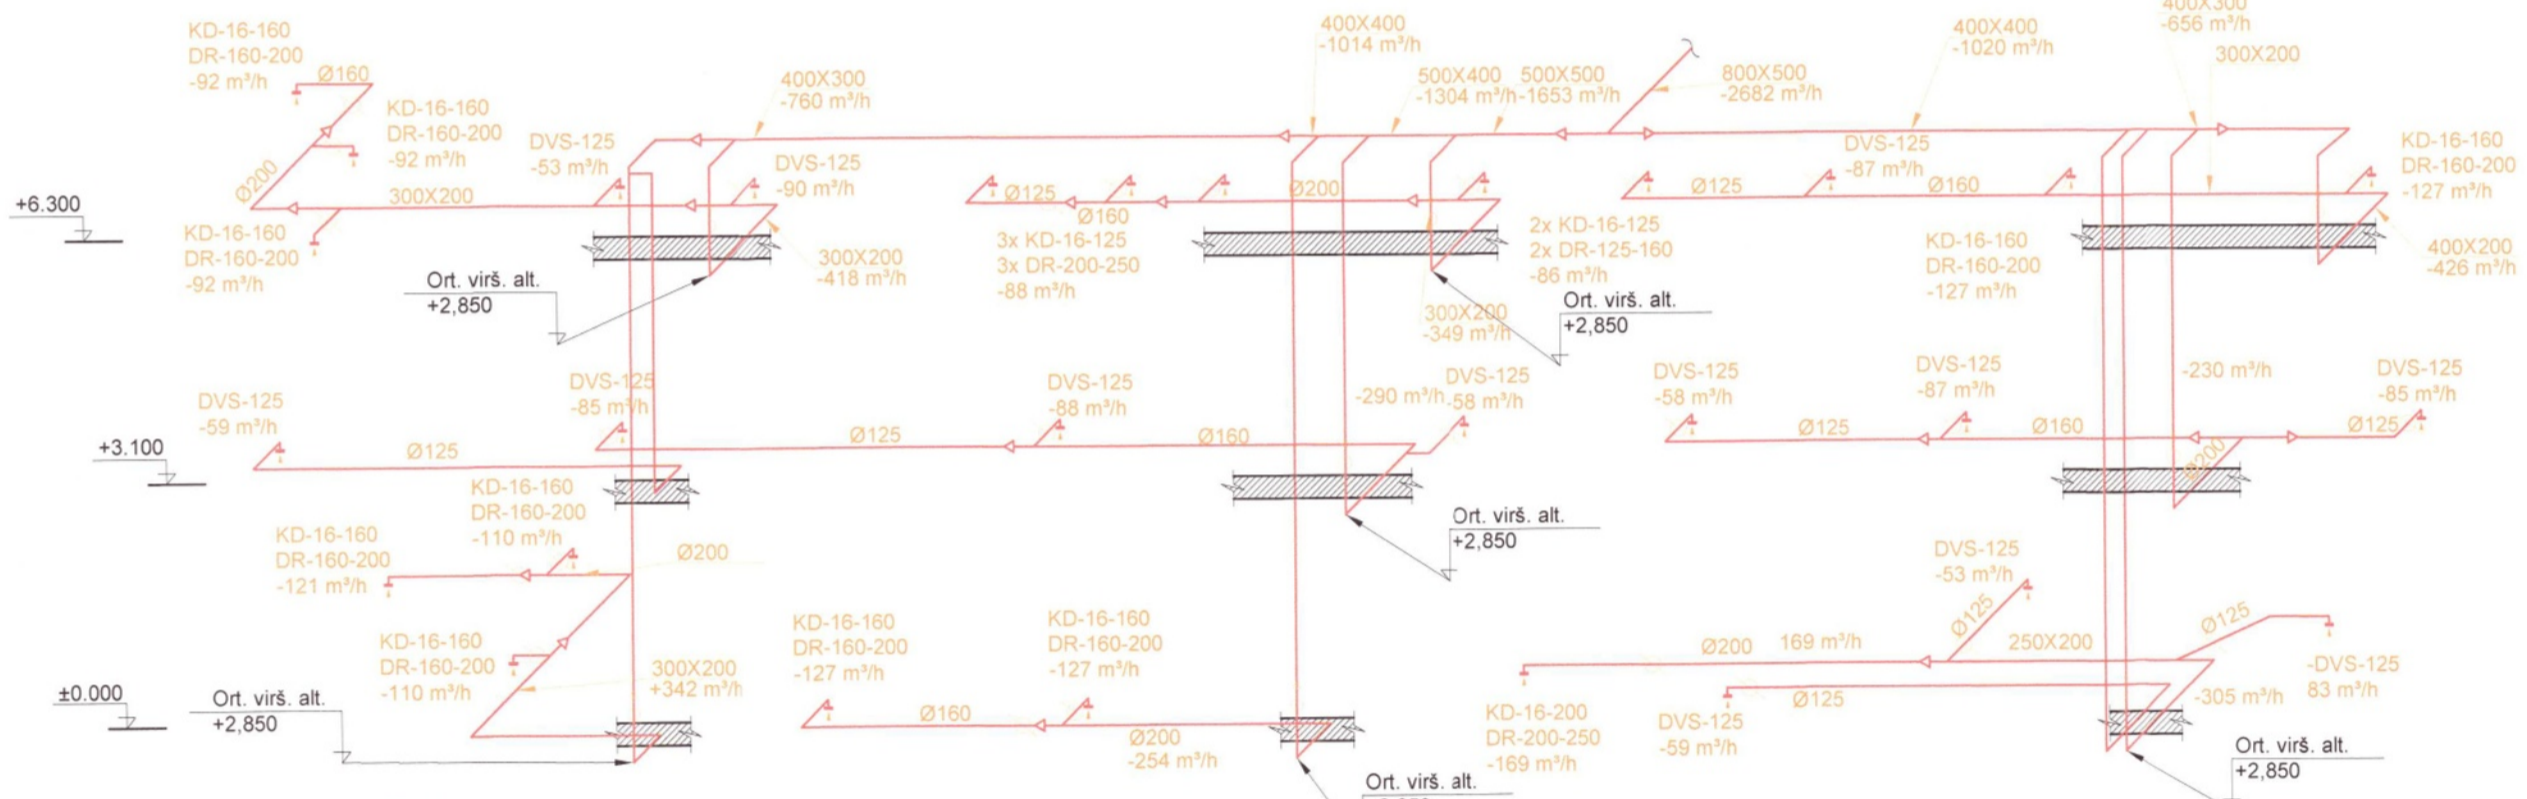 KD-16-160
DR-160-200
-92 m³/h
Ø160
KD-16-160
DR-160-200
-92 m³/h
Ø200
DVS-125
-53 m³/h
400X300
-760 m³/h
DVS-125
-90 m³/h
400X400
-1014 m³/h
500X400
-1304 m³/h
500X500
-1653 m³/h
800X500
-2682 m³/h
400X400
-1020 m³/h
400X300
-656 m³/h
300X200
DVS-125
-87 m³/h
KD-16-160
DR-160-200
-127 m³/h
+6.300
300X200
KD-16-160
DR-160-200
-92 m³/h
Ort. virš. alt.
+2,850
300X200
-418 m³/h
Ø125
Ø160
Ø200
3x KD-16-125
3x DR-200-250
-88 m³/h
2x KD-16-125
2x DR-125-160
-86 m³/h
300X200
-349 m³/h
Ort. virš. alt.
+2,850
Ø125
Ø160
KD-16-160
DR-160-200
-127 m³/h
400X200
-426 m³/h
+3.100
DVS-125
-59 m³/h
Ø125
DVS-125
-85 m³/h
Ø125
DVS-125
-88 m³/h
Ø160
-290 m³/h
DVS-125
-58 m³/h
DVS-125
-58 m³/h
Ø125
DVS-125
-87 m³/h
Ø160
-230 m³/h
Ø200
DVS-125
-85 m³/h
Ø125
Ort. virš. alt.
+2,850
KD-16-160
DR-160-200
-110 m³/h
KD-16-160
DR-160-200
-121 m³/h
Ø200
KD-16-160
DR-160-200
-110 m³/h
300X200
+342 m³/h
±0.000
Ort. virš. alt.
+2,850
KD-16-160
DR-160-200
-127 m³/h
KD-16-160
DR-160-200
-127 m³/h
Ø160
Ø200
-254 m³/h
Ort. virš. alt.
DVS-125
-53 m³/h
Ø125
Ø200
169 m³/h
250X200
Ø125
-DVS-125
83 m³/h
KD-16-200
DR-200-250
-169 m³/h
DVS-125
-59 m³/h
Ø125
-305 m³/h
Ort. virš. alt.
+2,850